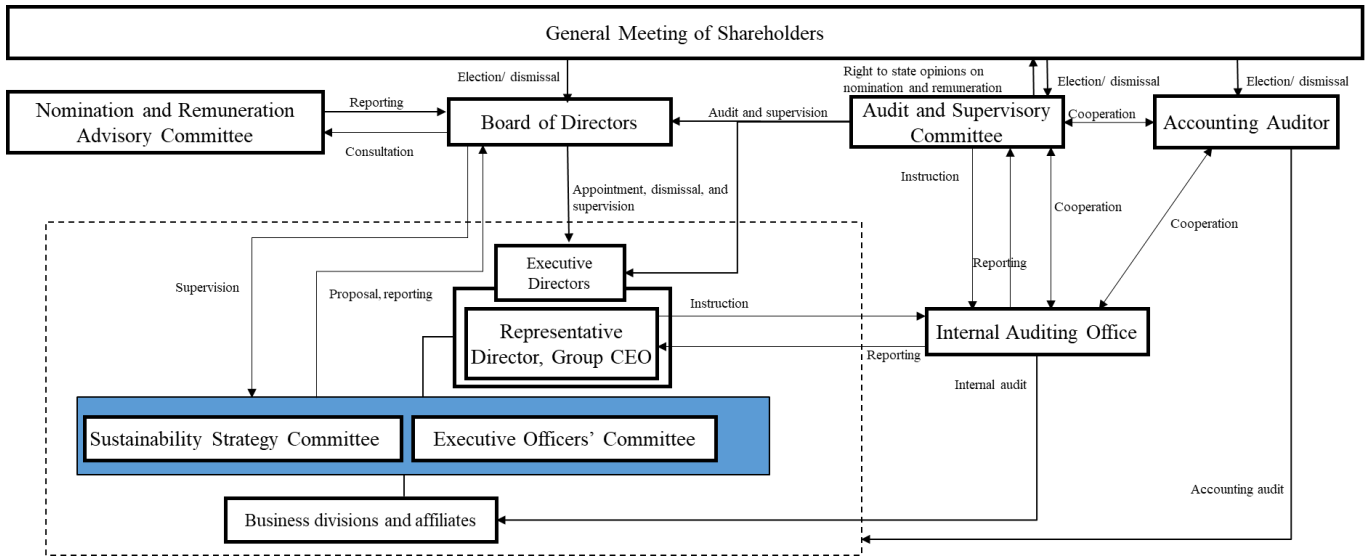 General Meeting of Shareholders
Election/ dismissal
Right to state opinions on
nomination and remuneration
Election/ dismissal
Election/ dismissal
Nomination and Remuneration
Advisory Committee
Reporting
Consultation
Board of Directors
Audit and supervision
Audit and Supervisory
Committee
Cooperation
Accounting Auditor
Appointment, dismissal, and
supervision
Instruction
Cooperation
Cooperation
Reporting
Supervision
Proposal, reporting
Executive
Directors
Instruction
Representative
Director, Group CEO
Reporting
Internal Auditing Office
Internal audit
Sustainability Strategy Committee
Executive Officers’ Committee
Accounting audit
Business divisions and affiliates